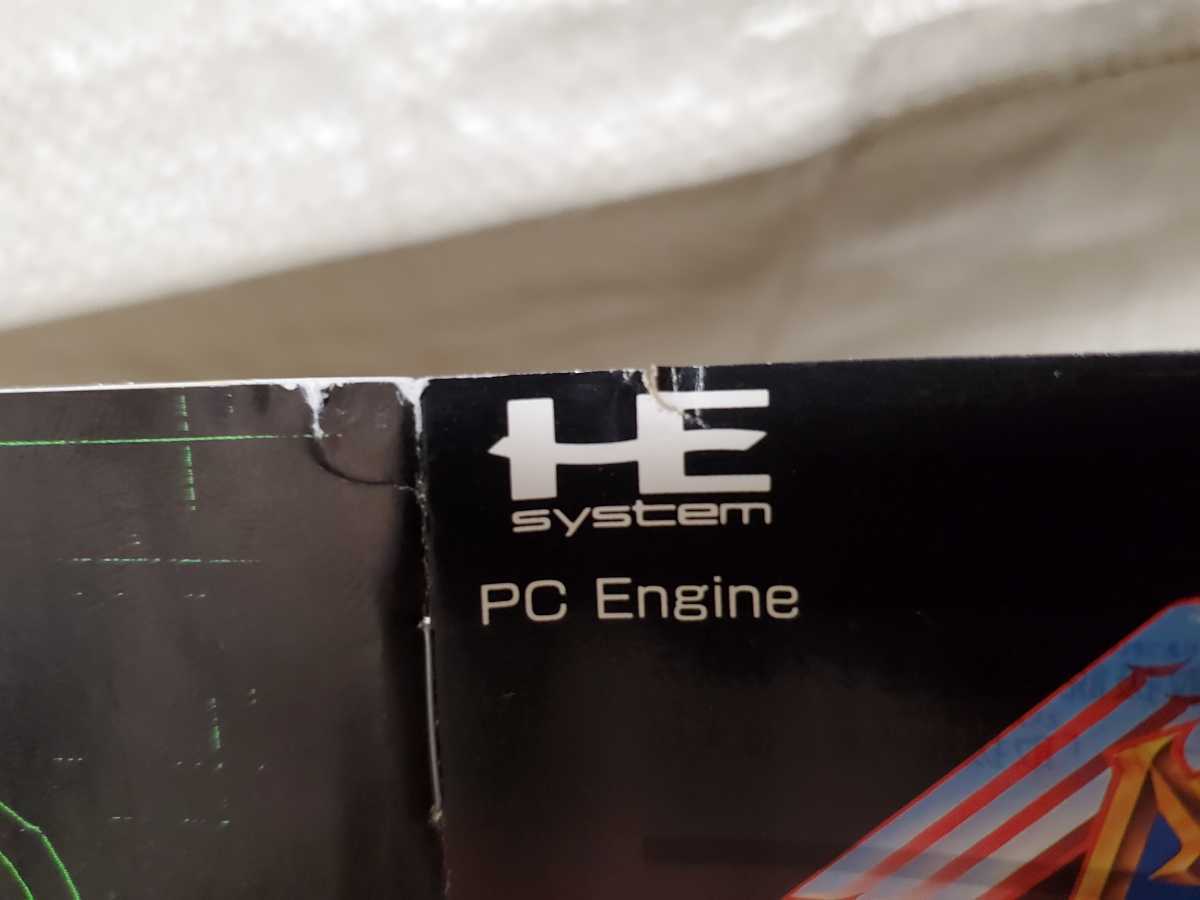 HE
system
PC Engine